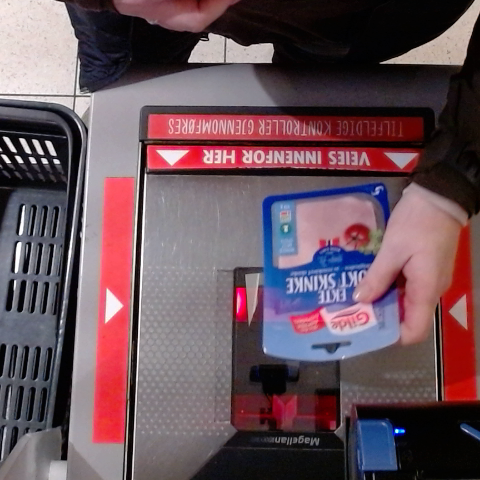 TILFELDIGE KONTROLLER GJENNOMFØRES
VEIES INNENFOR HER
Gilde
EKTE
KOKT SKINKE
Magellan